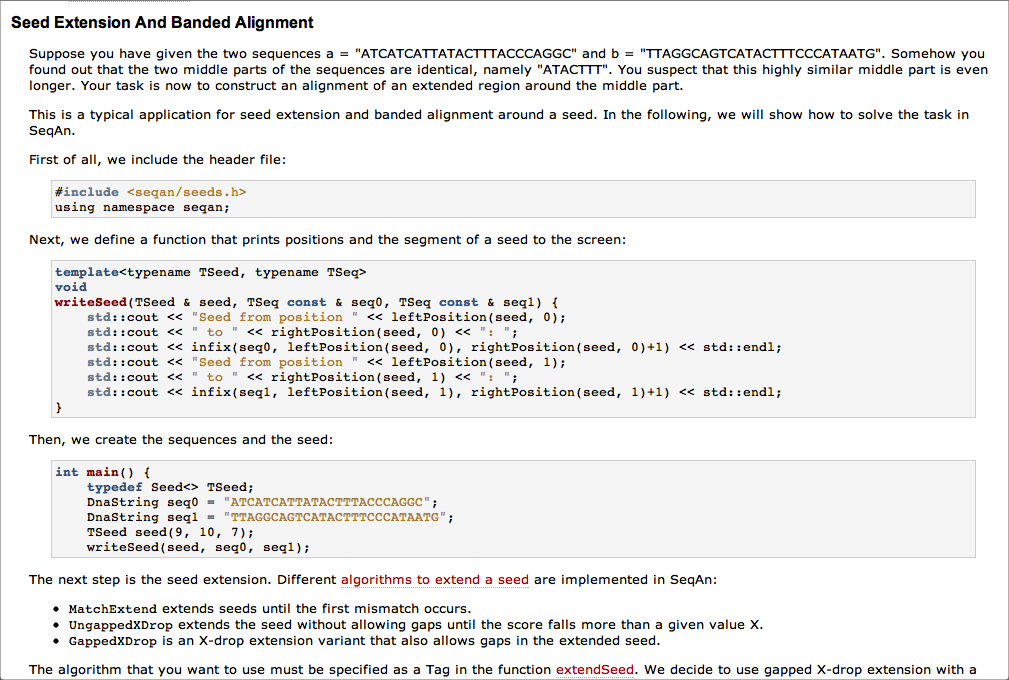 Seed Extension And Banded Alignment
Suppose you have given the two sequences a = "ATCATCATTATACTTTACCCAGGC" and b = "TTAGGCAGTCATACTTTCCCATAATG". Somehow you
found out that the two middle parts of the sequences are identical, namely "ATACTTT". You suspect that this highly similar middle part is even
longer. Your task is now to construct an alignment of an extended region around the middle part.
This is a typical application for seed extension and banded alignment around a seed. In the following, we will show how to solve the task in
SeqAn.
First of all, we include the header file:
#include <seqan/seeds.h>
using namespace seqan;
Next, we define a function that prints positions and the segment of a seed to the screen:
template<typename TSeed, typename TSeq>
void
writeSeed(TSeed & seed, TSeq const & seq0, TSeq const & seq1) {
    std::cout << "Seed from position " << leftPosition(seed, 0);
    std::cout << " to " << rightPosition(seed, 0) << ": ";
    std::cout << infix(seq0, leftPosition(seed, 0), rightPosition(seed, 0)+1) << std::endl;
    std::cout << "Seed from position " << leftPosition(seed, 1);
    std::cout << " to " << rightPosition(seed, 1) << ": ";
    std::cout << infix(seq1, leftPosition(seed, 1), rightPosition(seed, 1)+1) << std::endl;
}
Then, we create the sequences and the seed:
int main() {
    typedef Seed<> TSeed;
    DnaString seq0 = "ATCATCATTATACTTTACCCAGGC";
    DnaString seq1 = "TTAGGCAGTCATACTTTCCCATAATG";
    TSeed seed(9, 10, 7);
    writeSeed(seed, seq0, seq1);
The next step is the seed extension. Different algorithms to extend a seed are implemented in SeqAn:
• MatchExtend extends seeds until the first mismatch occurs.
• UngappedXDrop extends the seed without allowing gaps until the score falls more than a given value X.
• GappedXDrop is an X-drop extension variant that also allows gaps in the extended seed.
The algorithm that you want to use must be specified as a Tag in the function extendSeed. We decide to use gapped X-drop extension with a